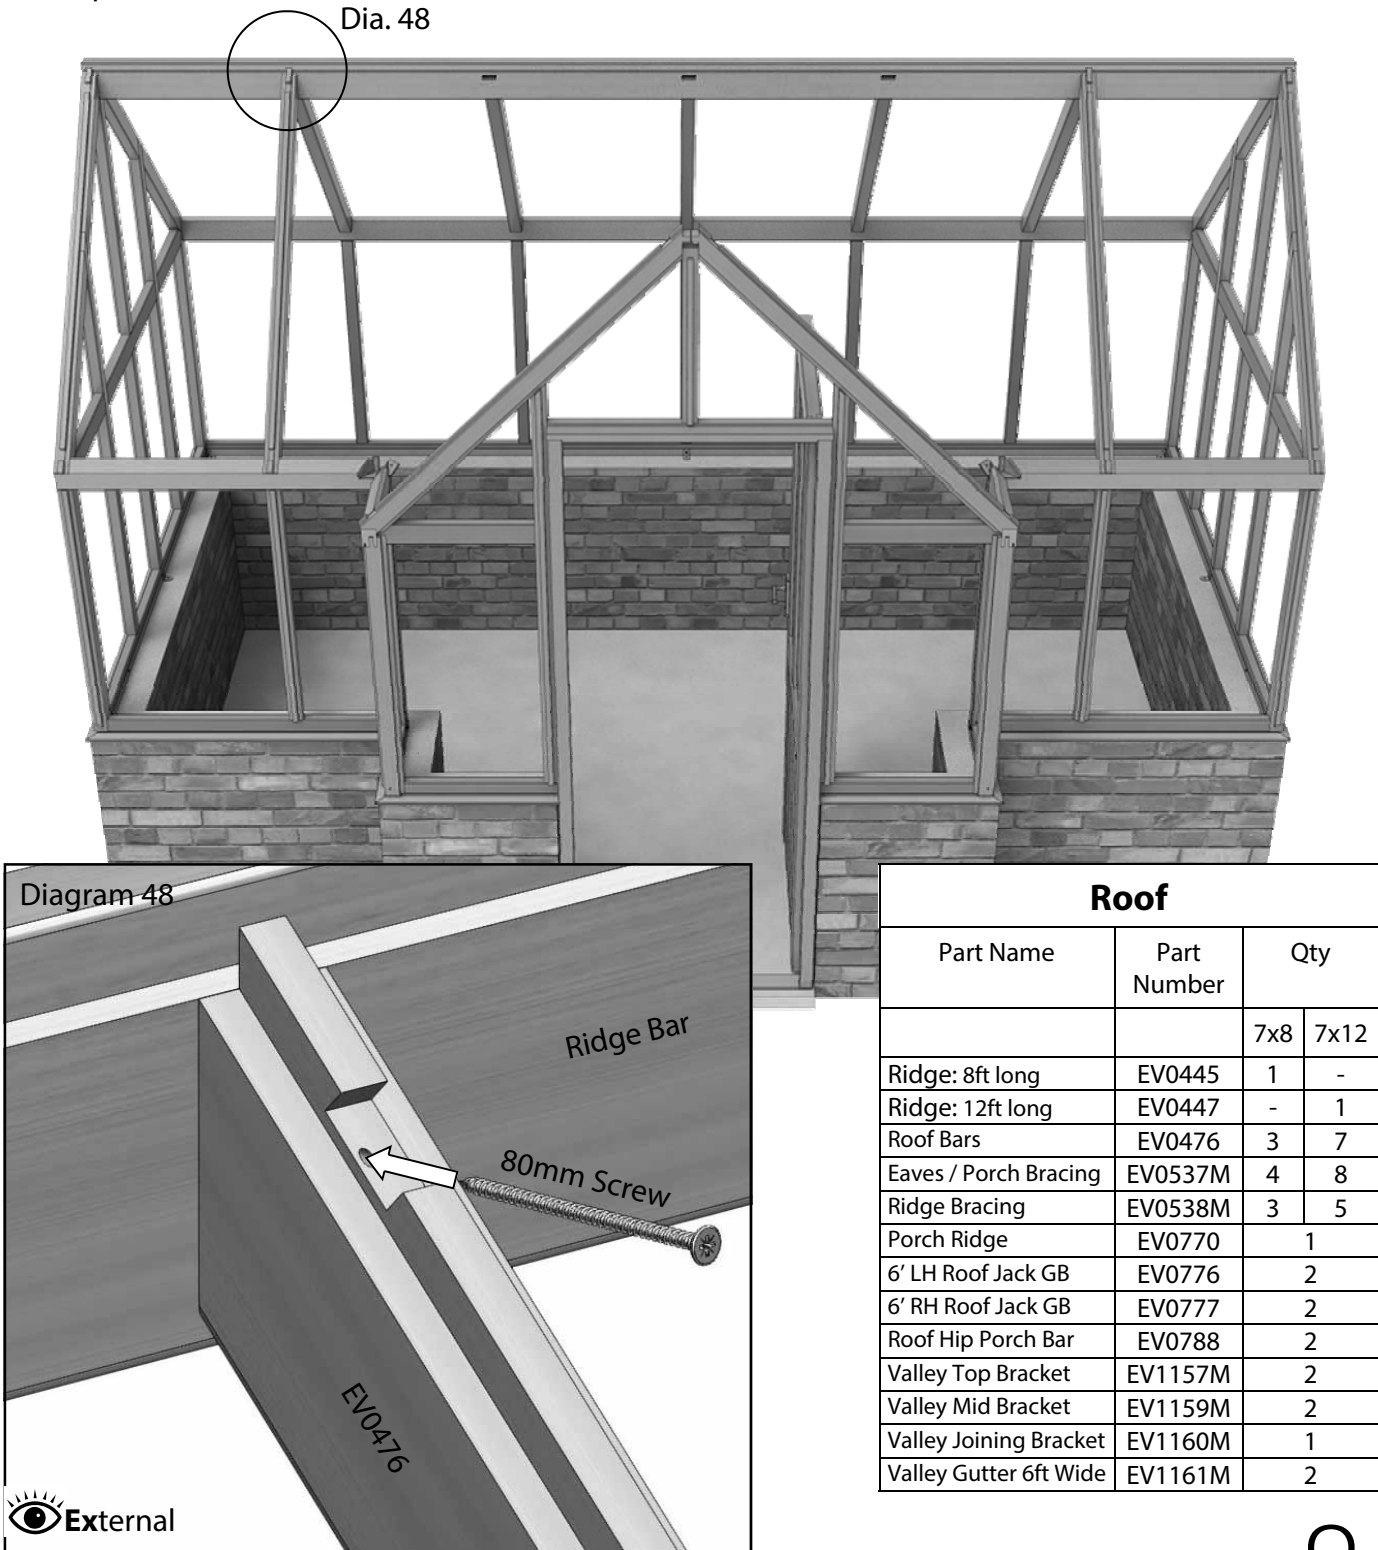 Dia. 48
Diagram 48
Ridge Bar
80mm Screw
EV0476
External
Roof
Part Name Part Number Qty
7x8 7x12
Ridge: 8ft long EV0445 1 -
Ridge: 12ft long EV0447 - 1
Roof Bars EV0476 3 7
Eaves / Porch Bracing EV0537M 4 8
Ridge Bracing EV0538M 3 5
Porch Ridge EV0770 1
6' LH Roof Jack GB EV0776 2
6' RH Roof Jack GB EV0777 2
Roof Hip Porch Bar EV0788 2
Valley Top Bracket EV1157M 2
Valley Mid Bracket EV1159M 2
Valley Joining Bracket EV1160M 1
Valley Gutter 6ft Wide EV1161M 2